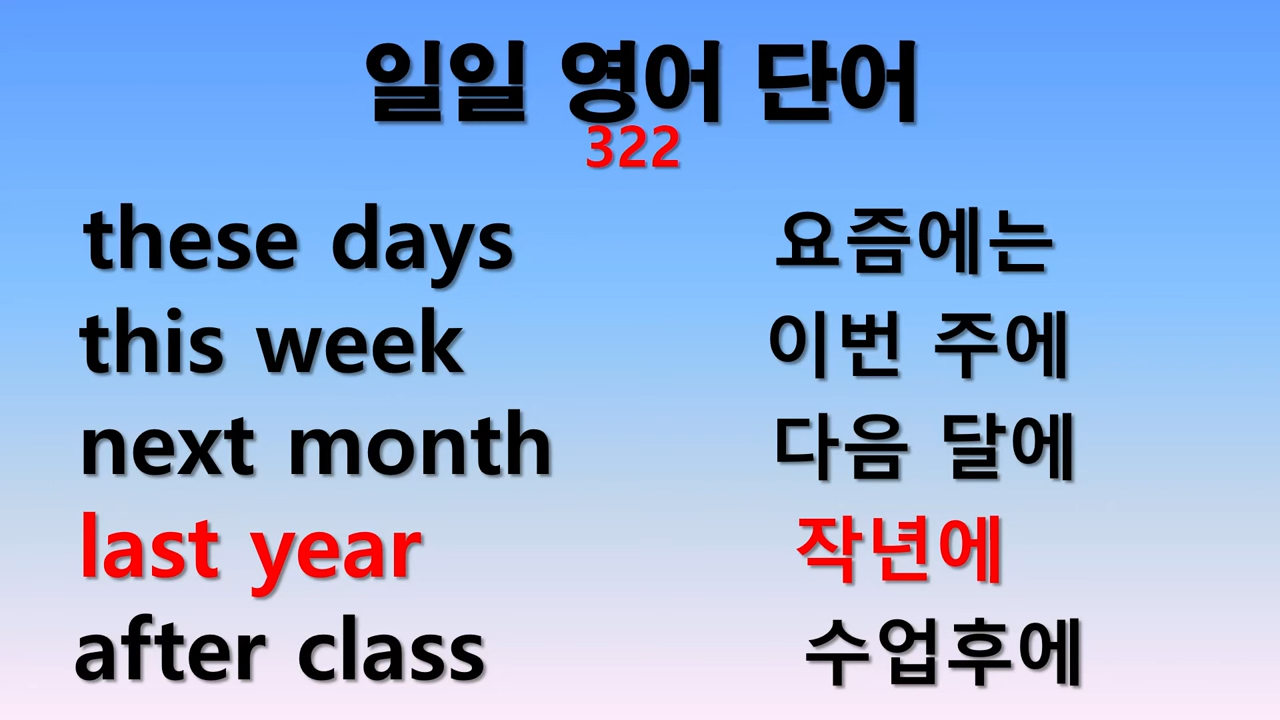 일일 영어 단어
322
these days 요즘에는
this week 이번 주에
next month 다음 달에
last year 작년에
after class 수업후에